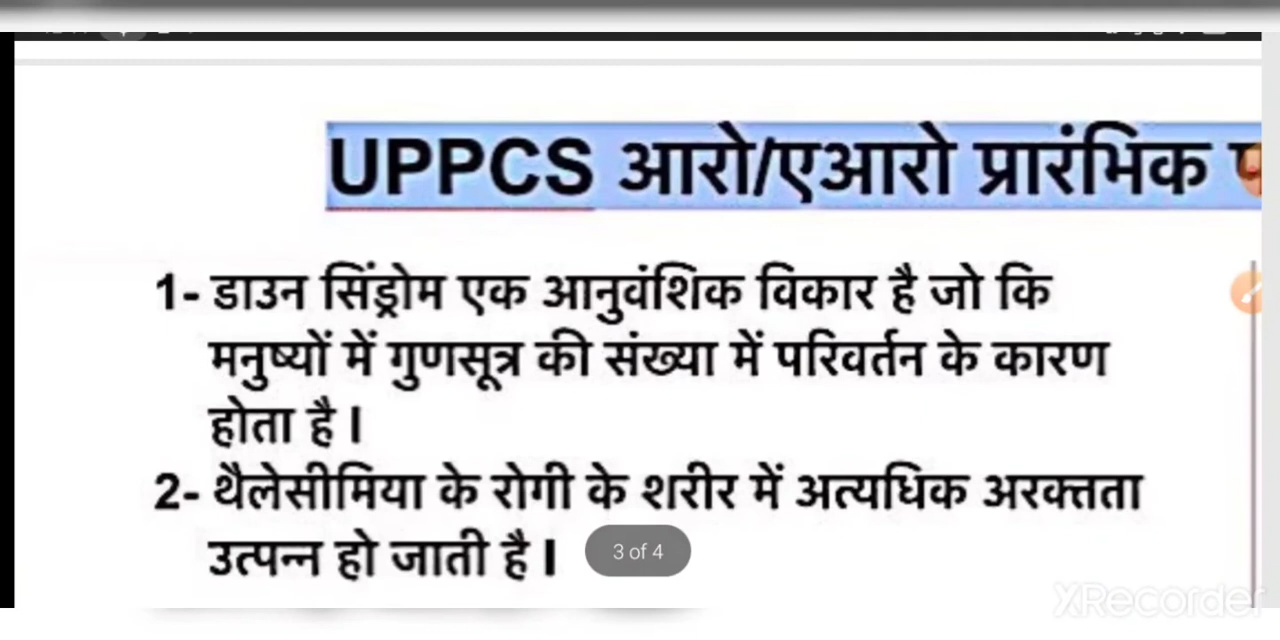 UPPCS आरो/एआरो प्रारंभिक
1- डाउन सिंड्रोम एक आनुवंशिक विकार है जो कि
मनुष्यों में गुणसूत्र की संख्या में परिवर्तन के कारण
होता है ।
2- थैलेसीमिया के रोगी के शरीर में अत्यधिक अरक्तता
उत्पन्न हो जाती है ।
3 of 4
XRecorder